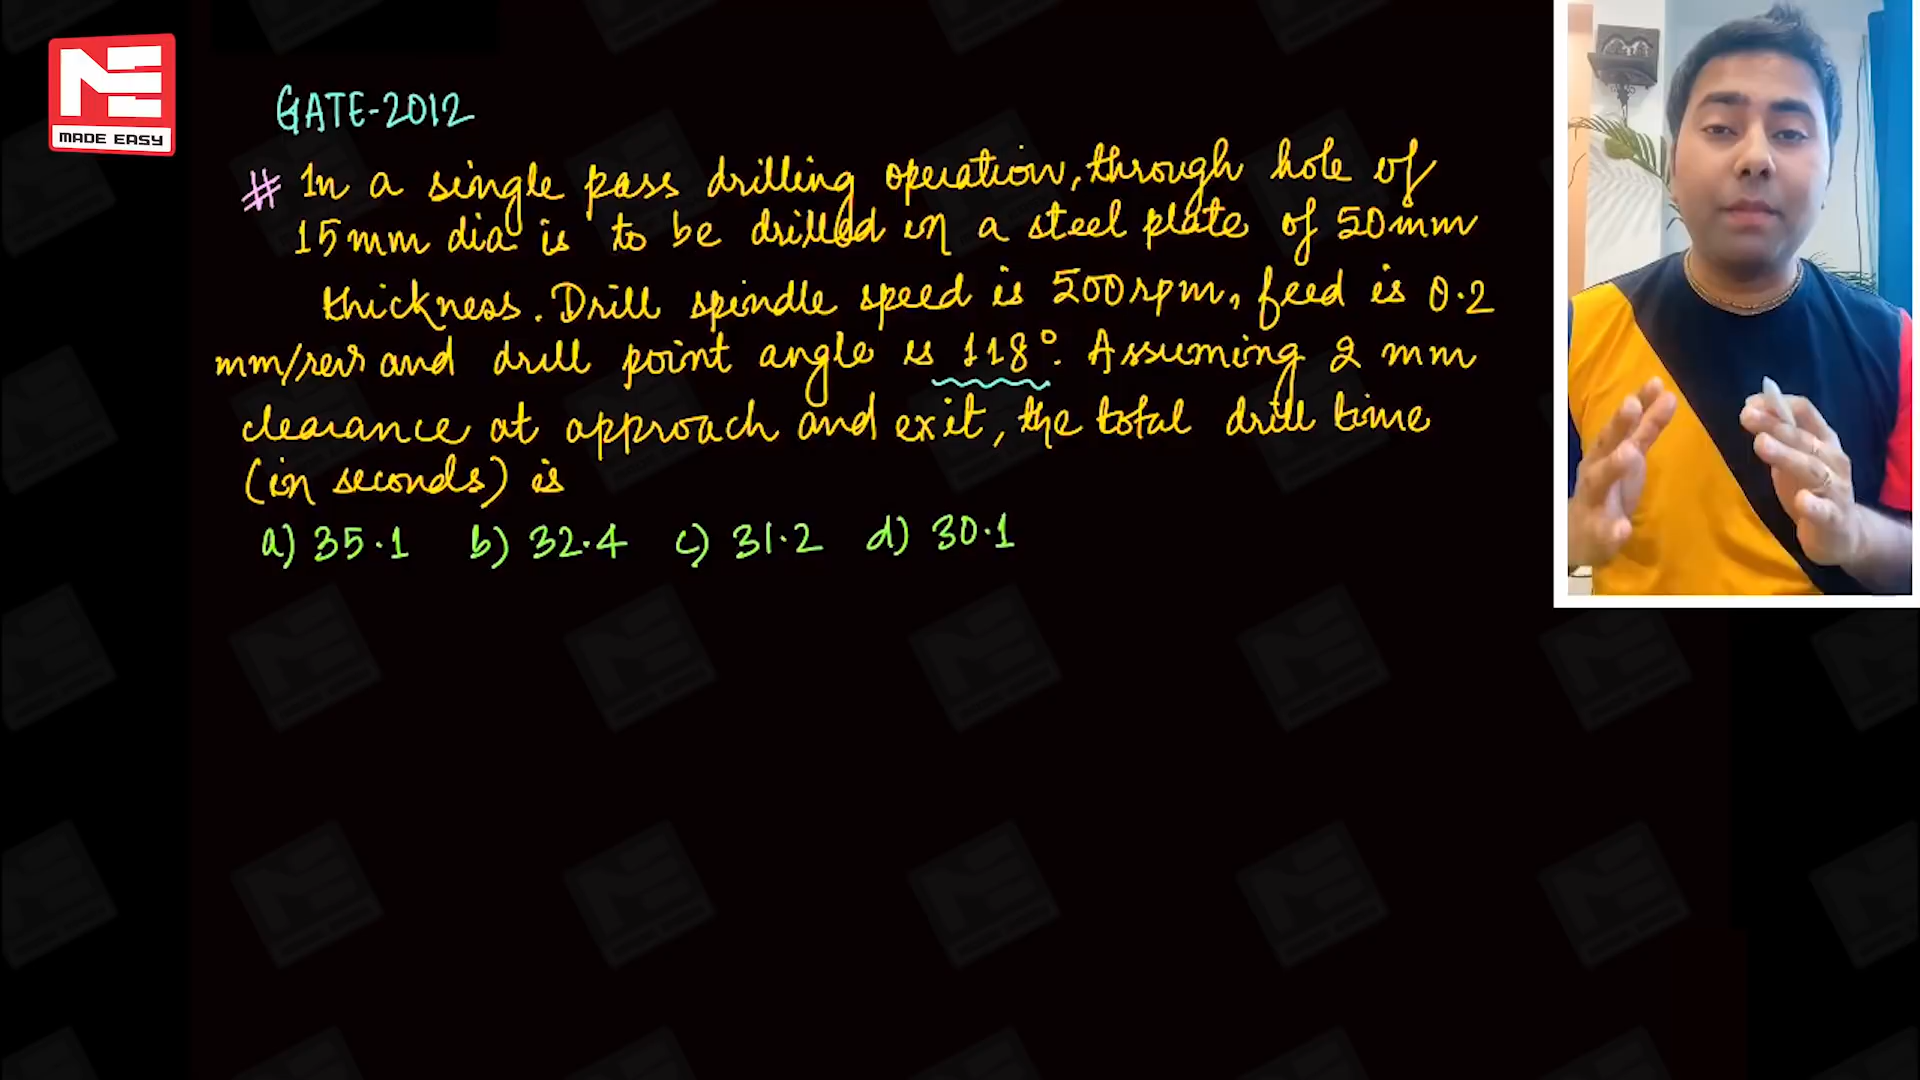 ME
MADE EASY
GATE-2012
# In a single pass drilling operation, through hole of
15mm dia is to be drilled in a steel plate of 50mm
thickness. Drill spindle speed is 500rpm, feed is 0.2
mm/rev and drill point angle is 118°. Assuming 2 mm
clearance at approach and exit, the total drill time
(in seconds) is
a) 35.1 b) 32.4 c) 31.2 d) 30.1